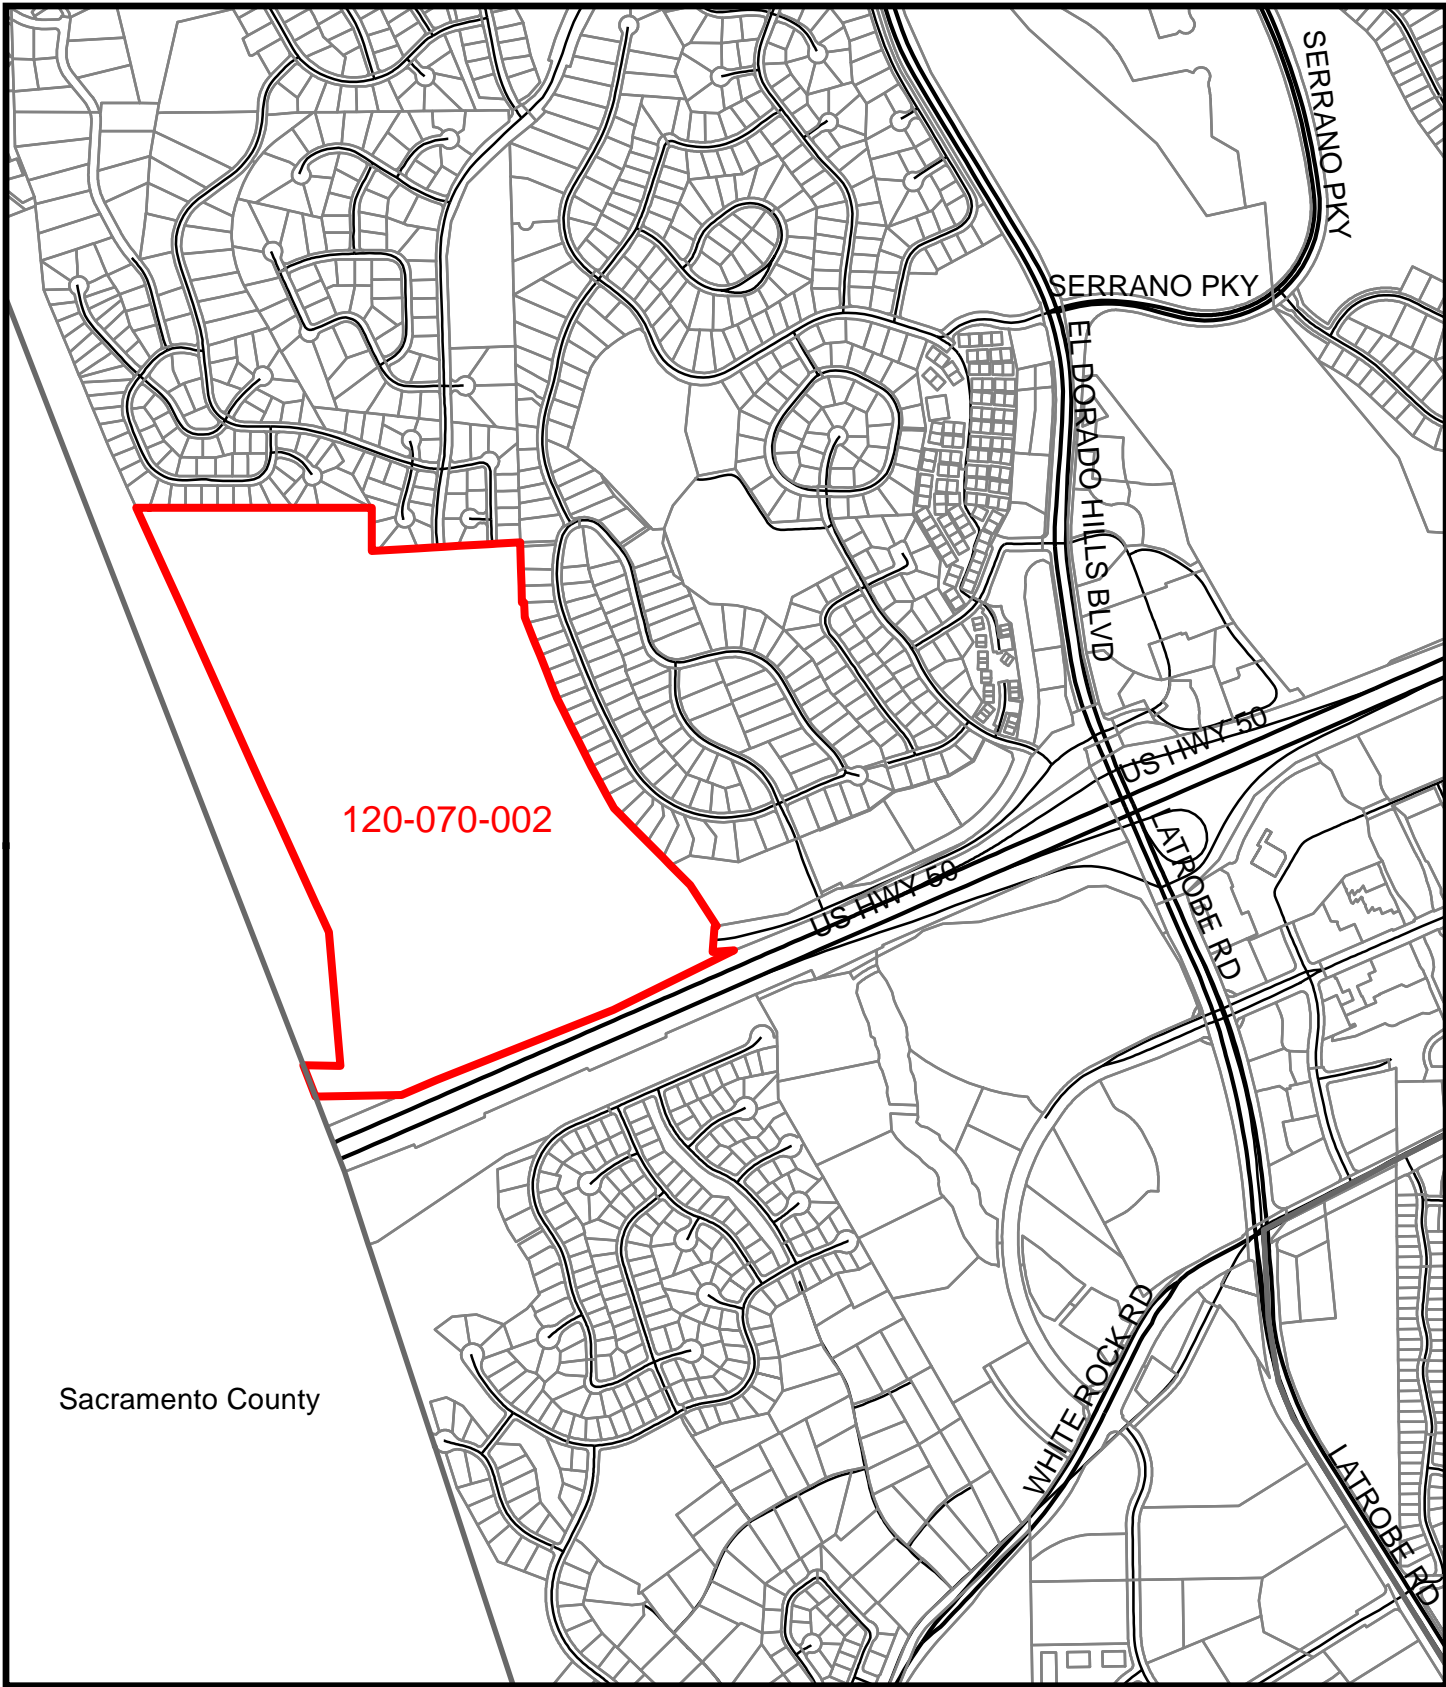 SERRANO PKY
SERRANO PKY
EL DORADO HILLS BLVD
US HWY 50
120-070-002
LATROBE RD
US HWY 50
WHITE ROCK RD
Sacramento County
LATROBE RD